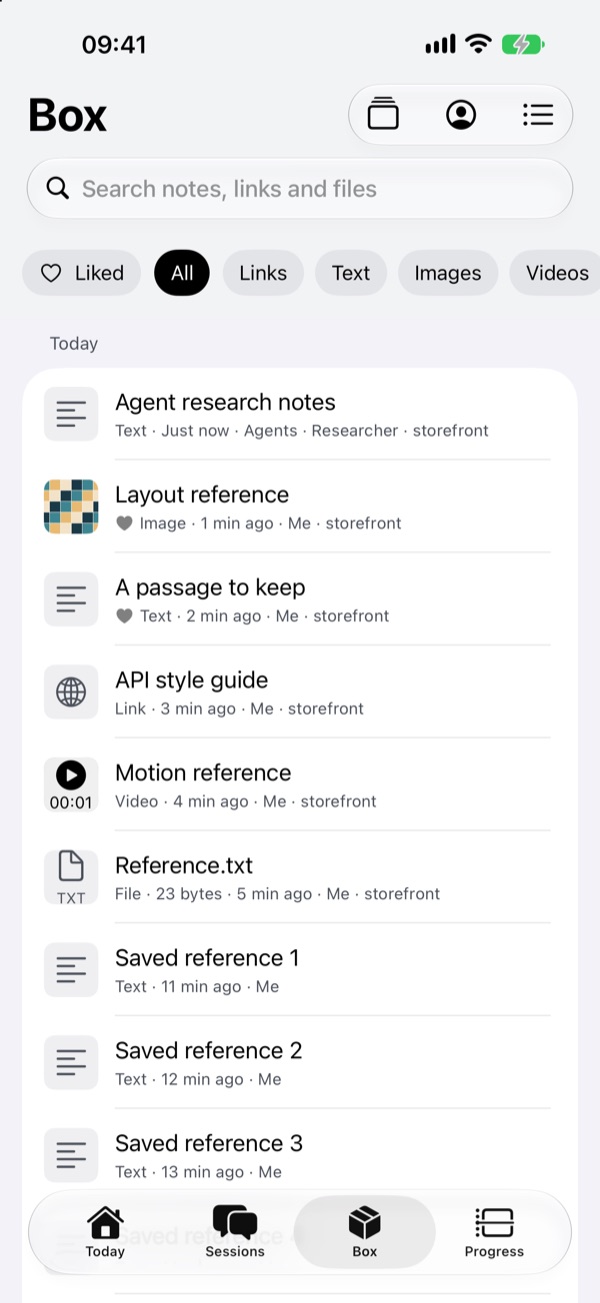 09:41
Box
Search notes, links and files
Liked
All
Links
Text
Images
Videos
Today
Agent research notes
Text · Just now · Agents · Researcher · storefront
Layout reference
Image · 1 min ago · Me · storefront
A passage to keep
Text · 2 min ago · Me · storefront
API style guide
Link · 3 min ago · Me · storefront
00:01
Motion reference
Video · 4 min ago · Me · storefront
TXT
Reference.txt
File · 23 bytes · 5 min ago · Me · storefront
Saved reference 1
Text · 11 min ago · Me
Saved reference 2
Text · 12 min ago · Me
Saved reference 3
Text · 13 min ago · Me
Saved reference
Today
Sessions
Box
Progress